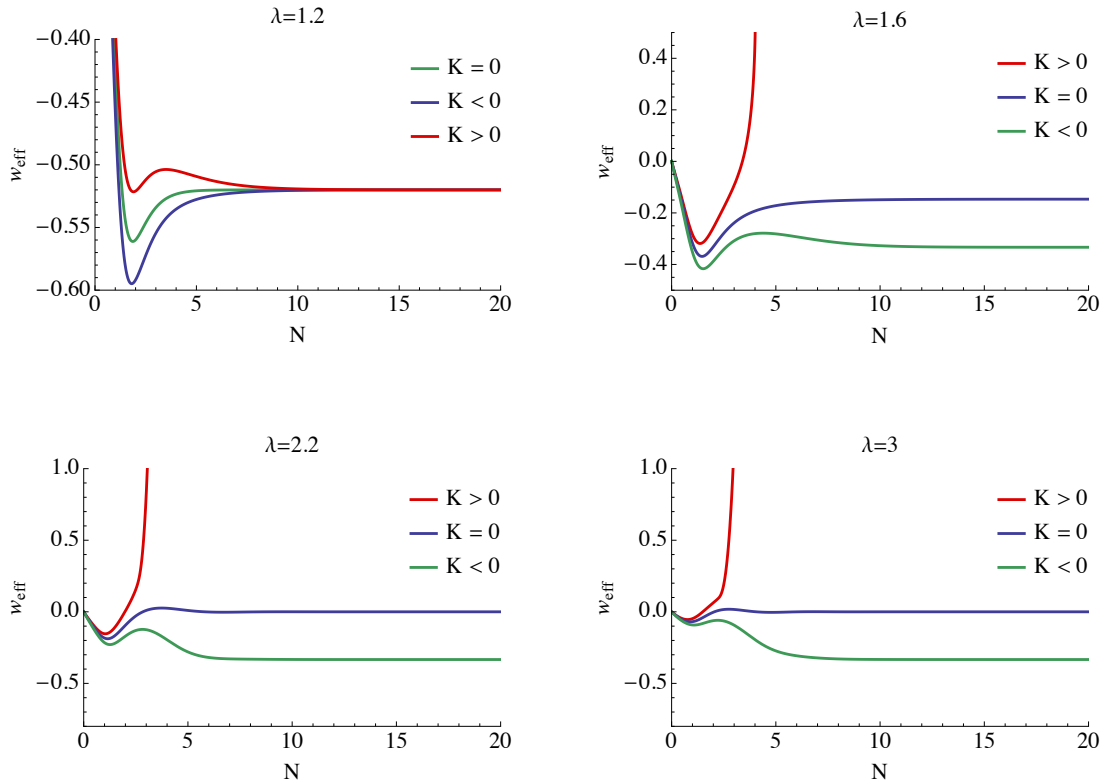 λ=1.2
−0.40
−0.45
−0.50
−0.55
−0.60
w_eff
0 5 10 15 20
N
K = 0
K < 0
K > 0
λ=1.6
0.4
0.2
0.0
−0.2
−0.4
w_eff
0 5 10 15 20
N
K > 0
K = 0
K < 0
λ=2.2
1.0
0.5
0.0
−0.5
w_eff
0 5 10 15 20
N
K > 0
K = 0
K < 0
λ=3
1.0
0.5
0.0
−0.5
w_eff
0 5 10 15 20
N
K > 0
K = 0
K < 0